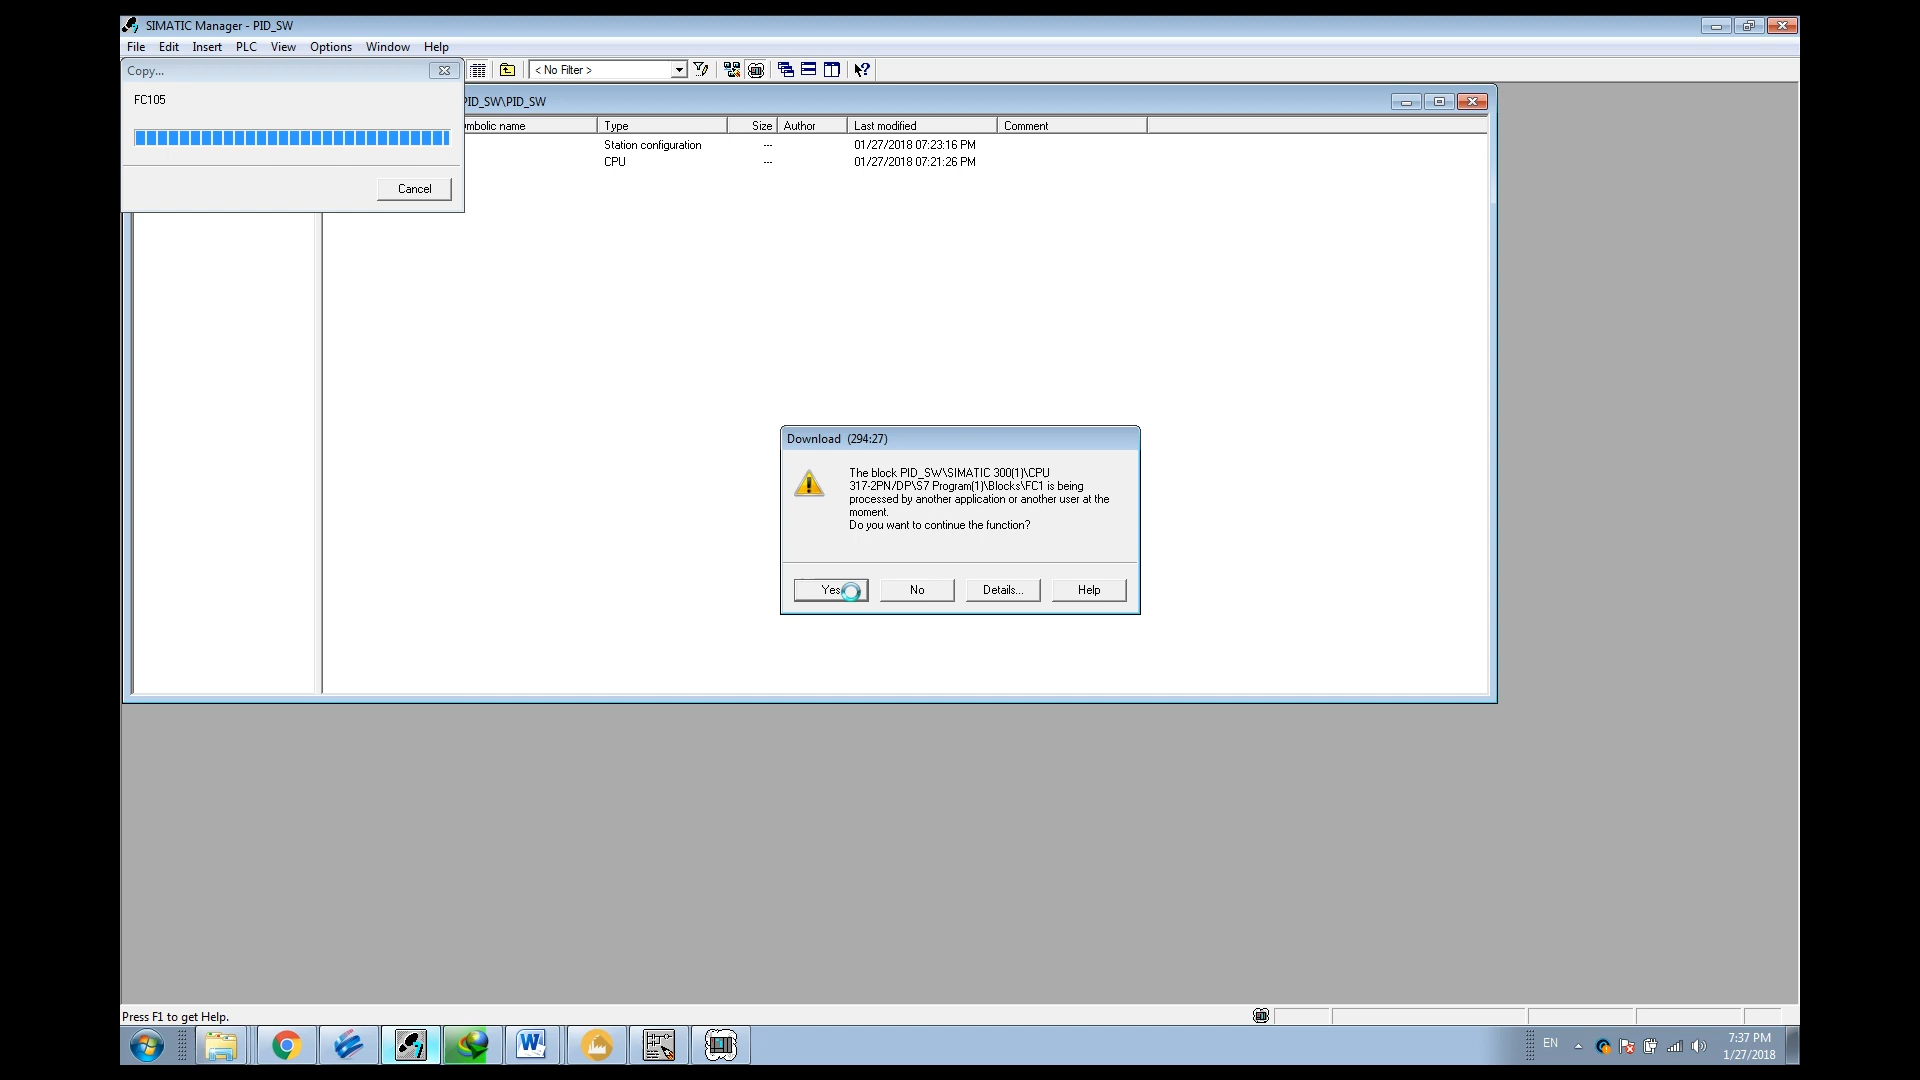 SIMATIC Manager - PID_SW
File Edit Insert PLC View Options Window Help
Copy...
< No Filter >
FC105
PID_SW\PID_SW
mbolic name Type Size Author Last modified Comment
Station configuration --- 01/27/2018 07:23:16 PM
CPU --- 01/27/2018 07:21:26 PM
Cancel
Download (294:27)
The block PID_SW\SIMATIC 300(1)\CPU
317-2PN/DP\S7 Program(1)\Blocks\FC1 is being
processed by another application or another user at the
moment.
Do you want to continue the function?
Yes No Details... Help
Press F1 to get Help.
EN
7:37 PM
1/27/2018